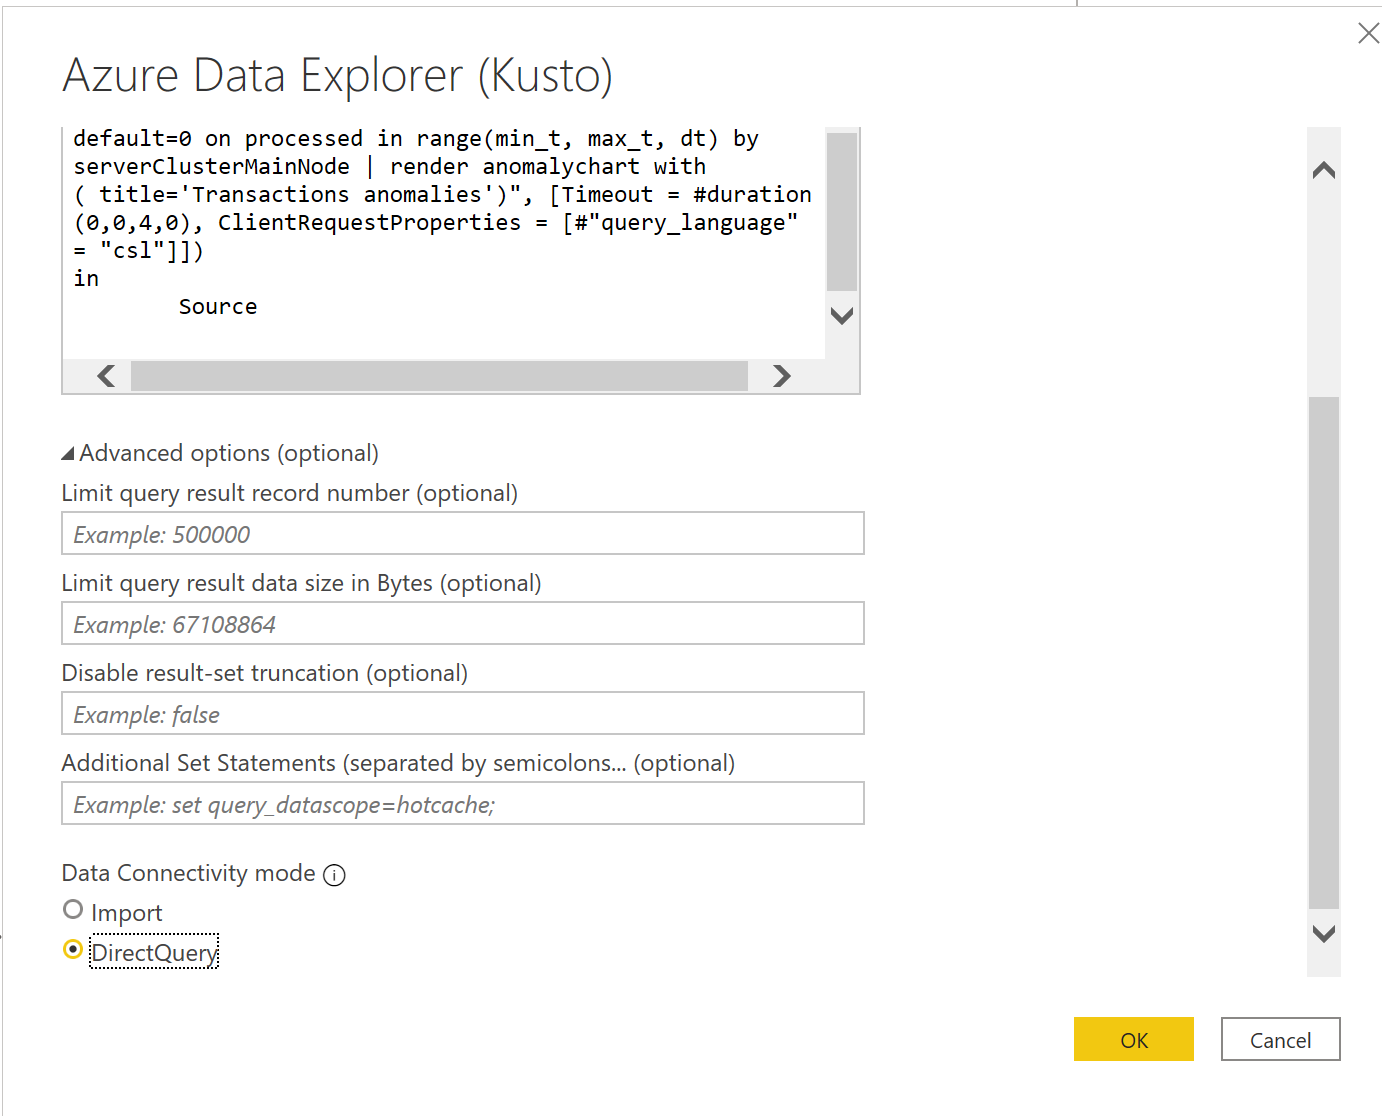 Azure Data Explorer (Kusto)
default=0 on processed in range(min_t, max_t, dt) by
serverClusterMainNode | render anomalychart with
( title='Transactions anomalies')", [Timeout = #duration
(0,0,4,0), ClientRequestProperties = [#"query_language"
= "csl"]])
in
        Source
Advanced options (optional)
Limit query result record number (optional)
Example: 500000
Limit query result data size in Bytes (optional)
Example: 67108864
Disable result-set truncation (optional)
Example: false
Additional Set Statements (separated by semicolons... (optional)
Example: set query_datascope=hotcache;
Data Connectivity mode
Import
DirectQuery
OK
Cancel